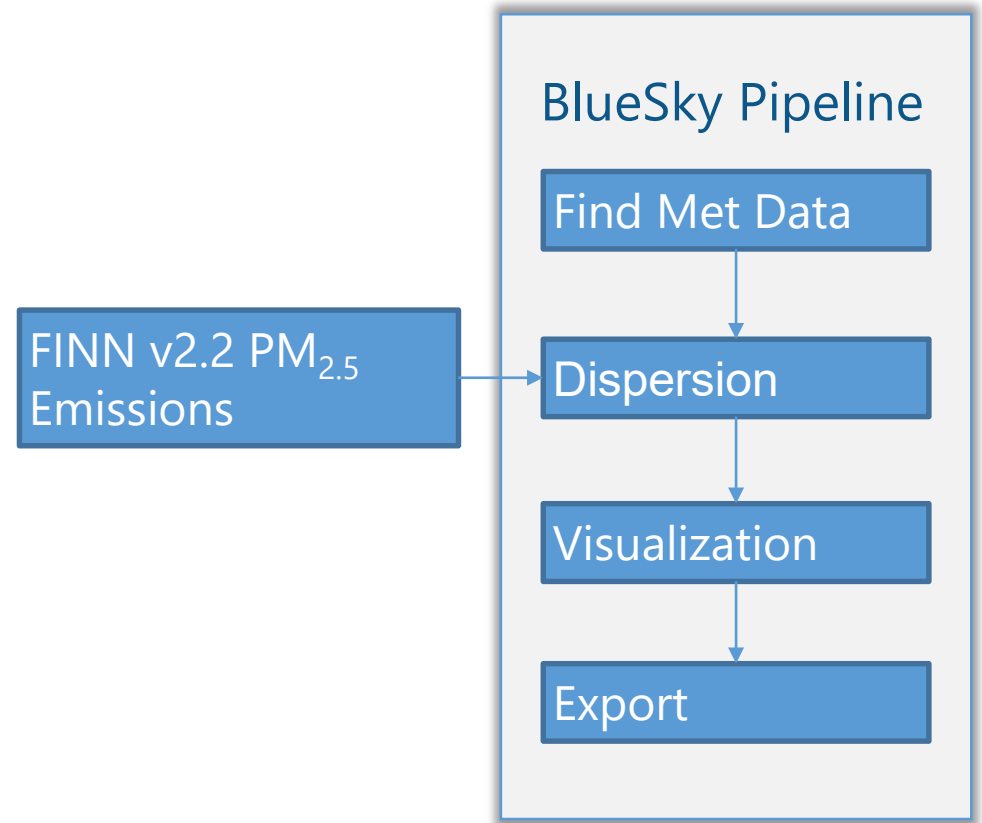 BlueSky Pipeline
Find Met Data
FINN v2.2 PM2.5
Emissions
Dispersion
Visualization
Export